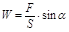 W = F/S · sin α